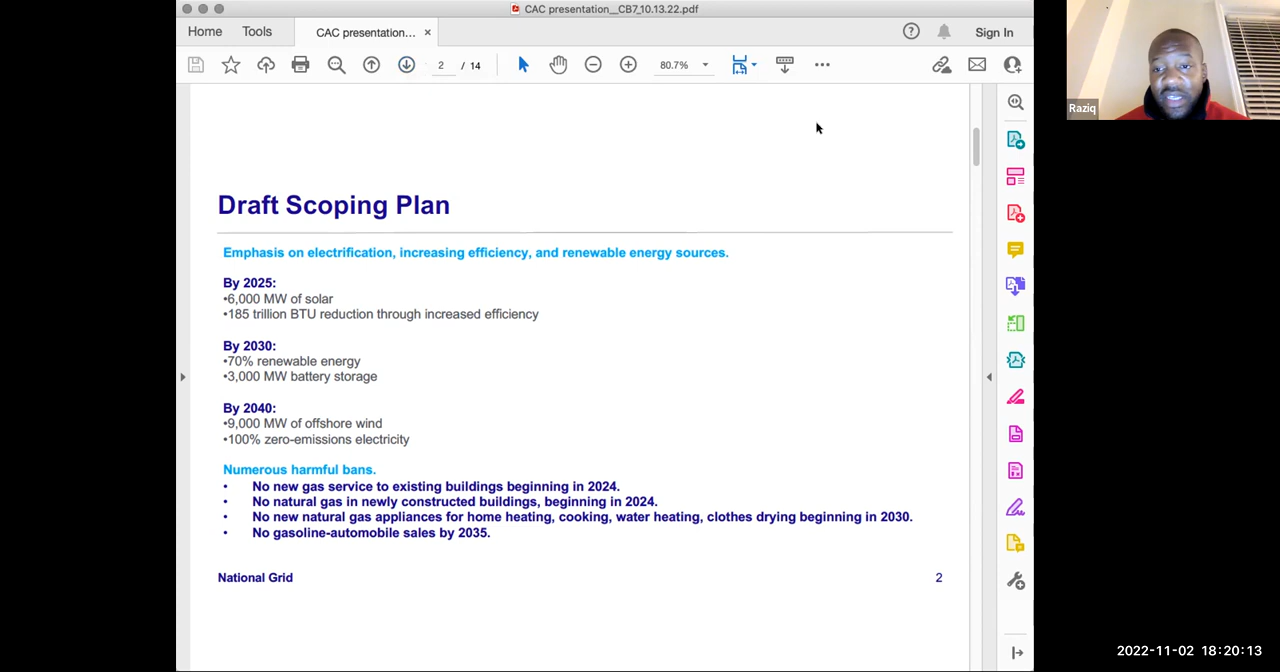 CAC presentation__CB7_10.13.22.pdf
Home Tools CAC presentation... × ? Sign In
2 / 14 80.7%
Raziq
Draft Scoping Plan
Emphasis on electrification, increasing efficiency, and renewable energy sources.
By 2025:
•6,000 MW of solar
•185 trillion BTU reduction through increased efficiency
By 2030:
•70% renewable energy
•3,000 MW battery storage
By 2040:
•9,000 MW of offshore wind
•100% zero-emissions electricity
Numerous harmful bans.
• No new gas service to existing buildings beginning in 2024.
• No natural gas in newly constructed buildings, beginning in 2024.
• No new natural gas appliances for home heating, cooking, water heating, clothes drying beginning in 2030.
• No gasoline-automobile sales by 2035.
National Grid 2
2022-11-02 18:20:13